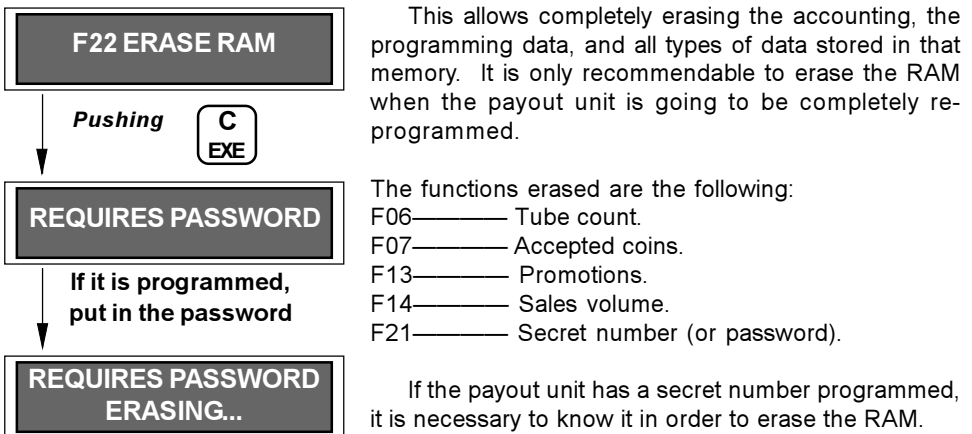 F22 ERASE RAM
Pushing
C
EXE
REQUIRES PASSWORD
If it is programmed,
put in the password
REQUIRES PASSWORD
ERASING...
This allows completely erasing the accounting, the
programming data, and all types of data stored in that
memory. It is only recommendable to erase the RAM
when the payout unit is going to be completely re-
programmed.
The functions erased are the following:
F06———— Tube count.
F07———— Accepted coins.
F13———— Promotions.
F14———— Sales volume.
F21———— Secret number (or password).
If the payout unit has a secret number programmed,
it is necessary to know it in order to erase the RAM.